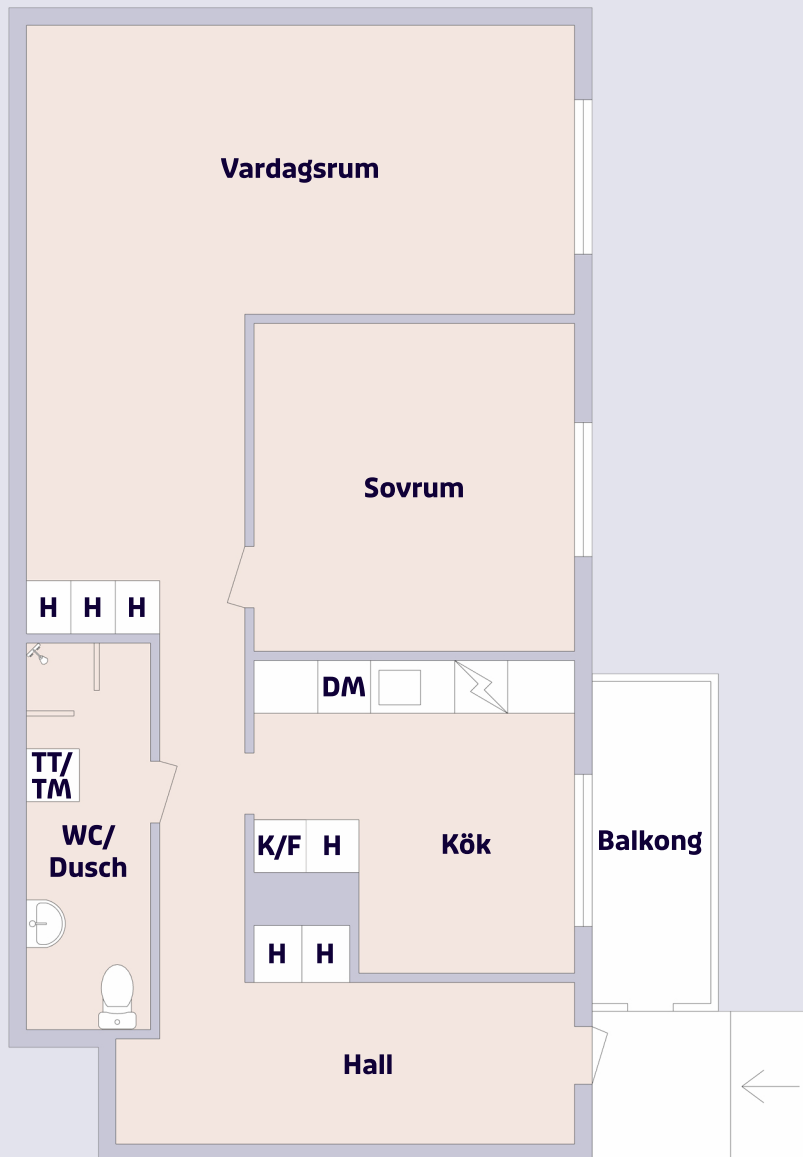 Vardagsrum
Sovrum
H H H
DM
TT/
TM
WC/
Dusch
K/F H
Kök
Balkong
H H
Hall